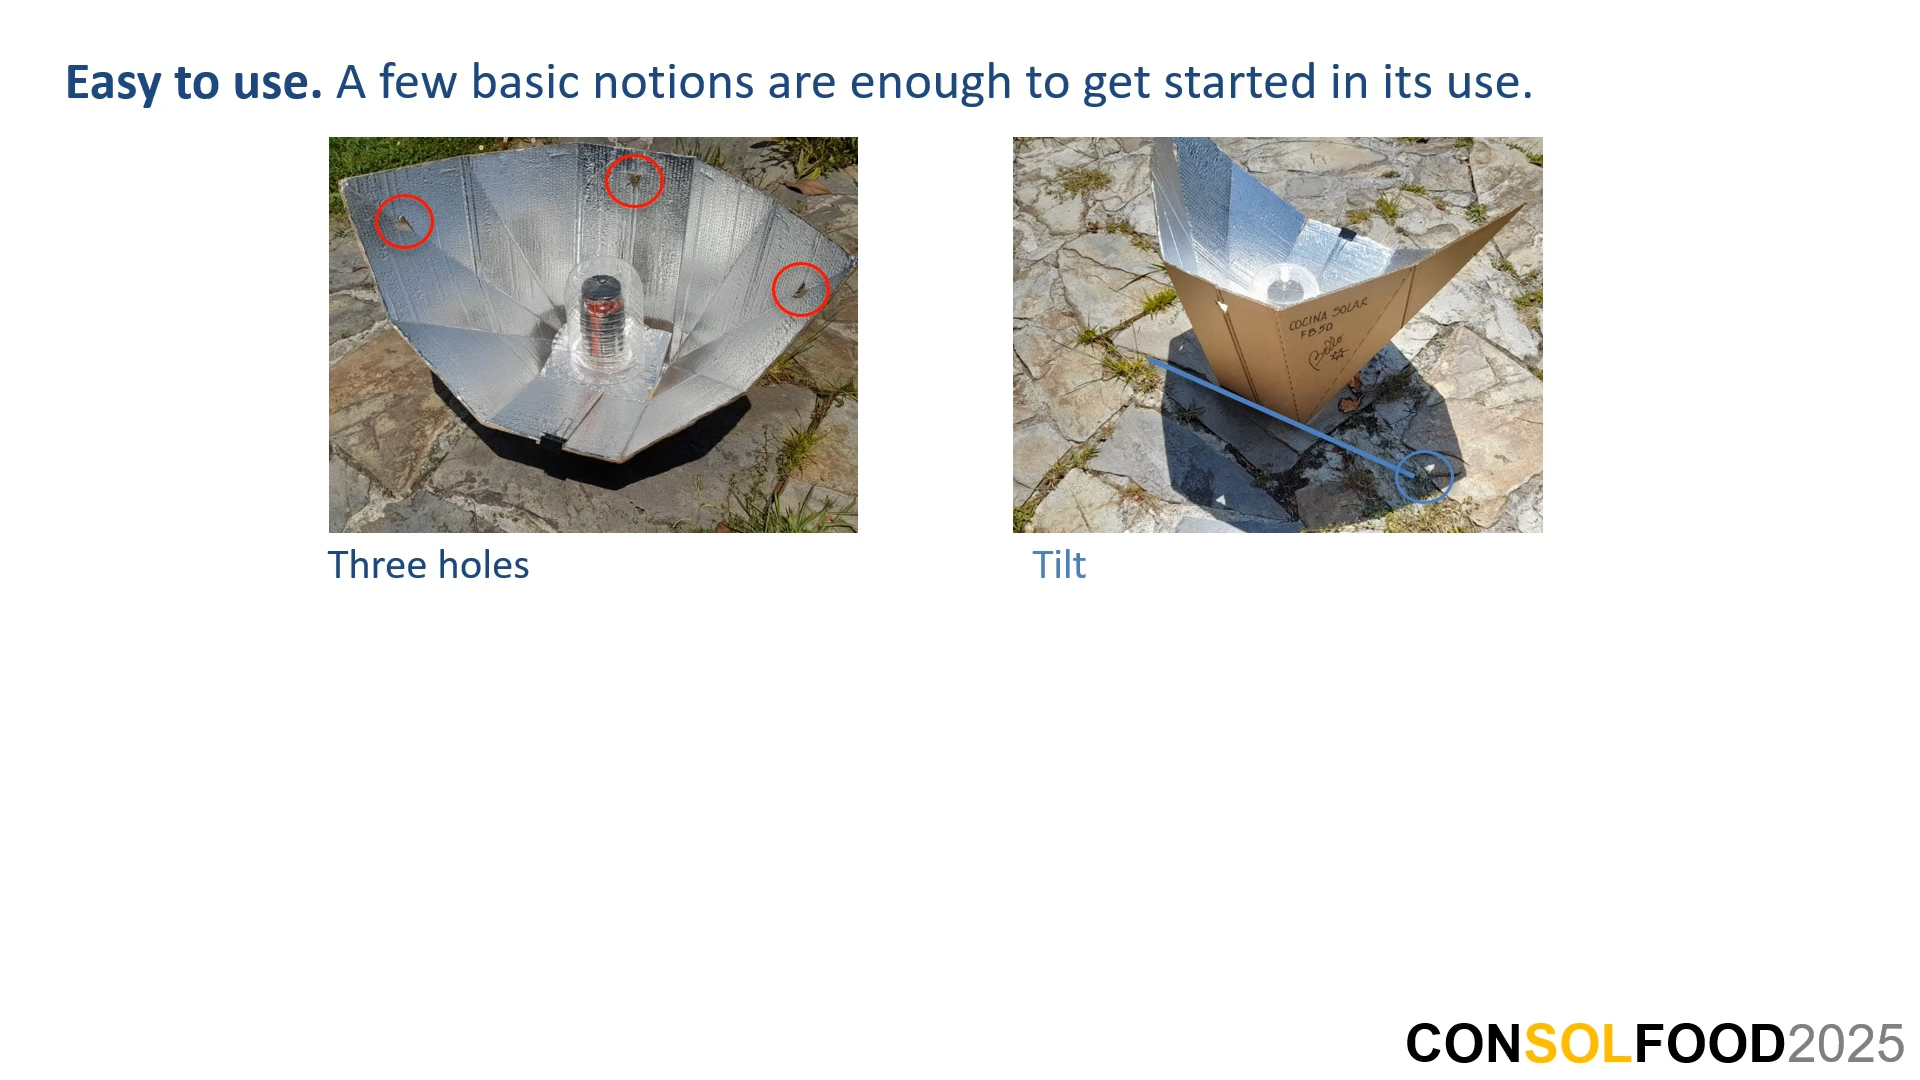 Easy to use. A few basic notions are enough to get started in its use.
COCINA SOLAR
FB50
Three holes
Tilt
CONSOLFOOD2025